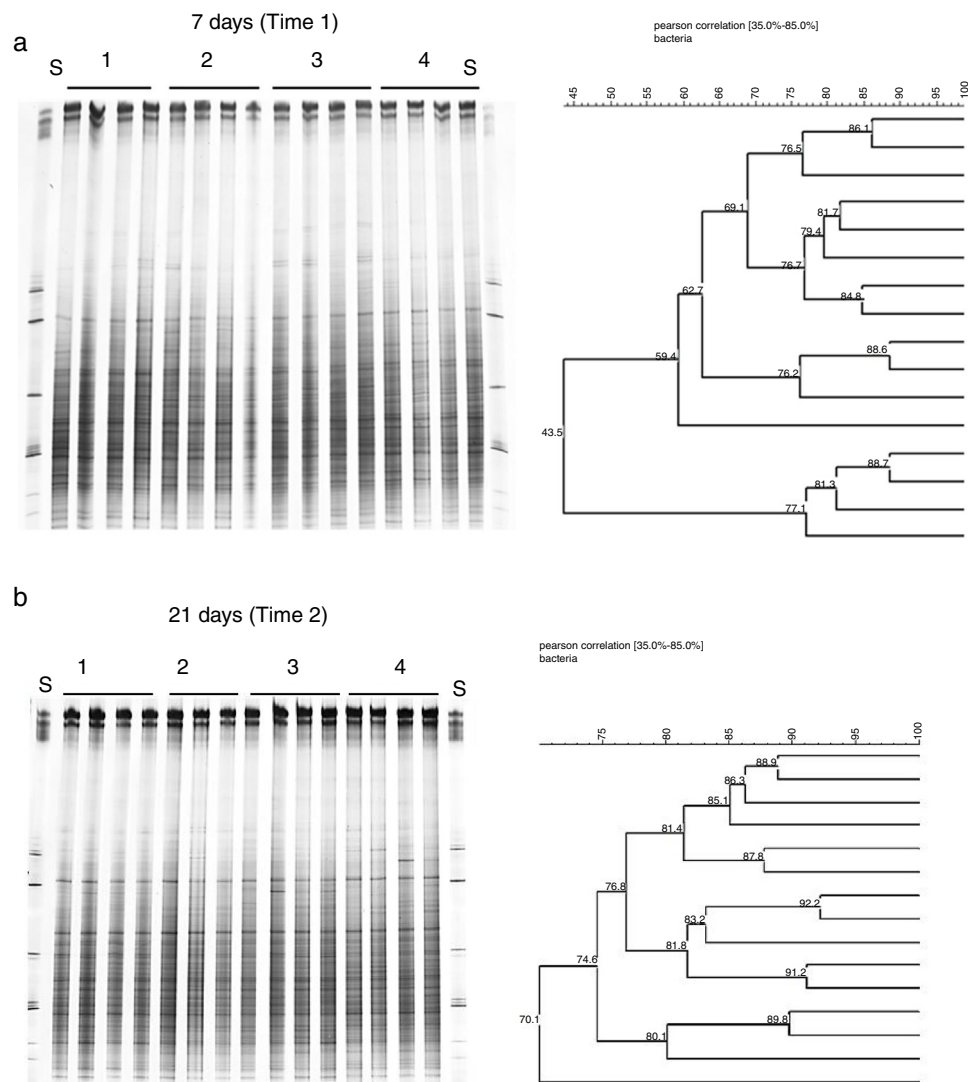 7 days (Time 1)
a
S 1 2 3 4 S
pearson correlation [35.0%-85.0%]
bacteria
45 50 55 60 66 66 75 75 80 85 90 95 100
86.1
76.5
69.1
81.7
79.4
76.7
62.7
84.8
88.6
59.4
76.2
43.5
88.7
81.3
77.1
b
21 days (Time 2)
pearson correlation [35.0%-85.0%]
bacteria
S 1 2 3 4 S
-75 -80 -85 -90 -95 -100
88.9
86.3
85.1
81.4
87.8
76.8
92.2
83.2
81.8
74.6
91.2
70.1
89.8
80.1